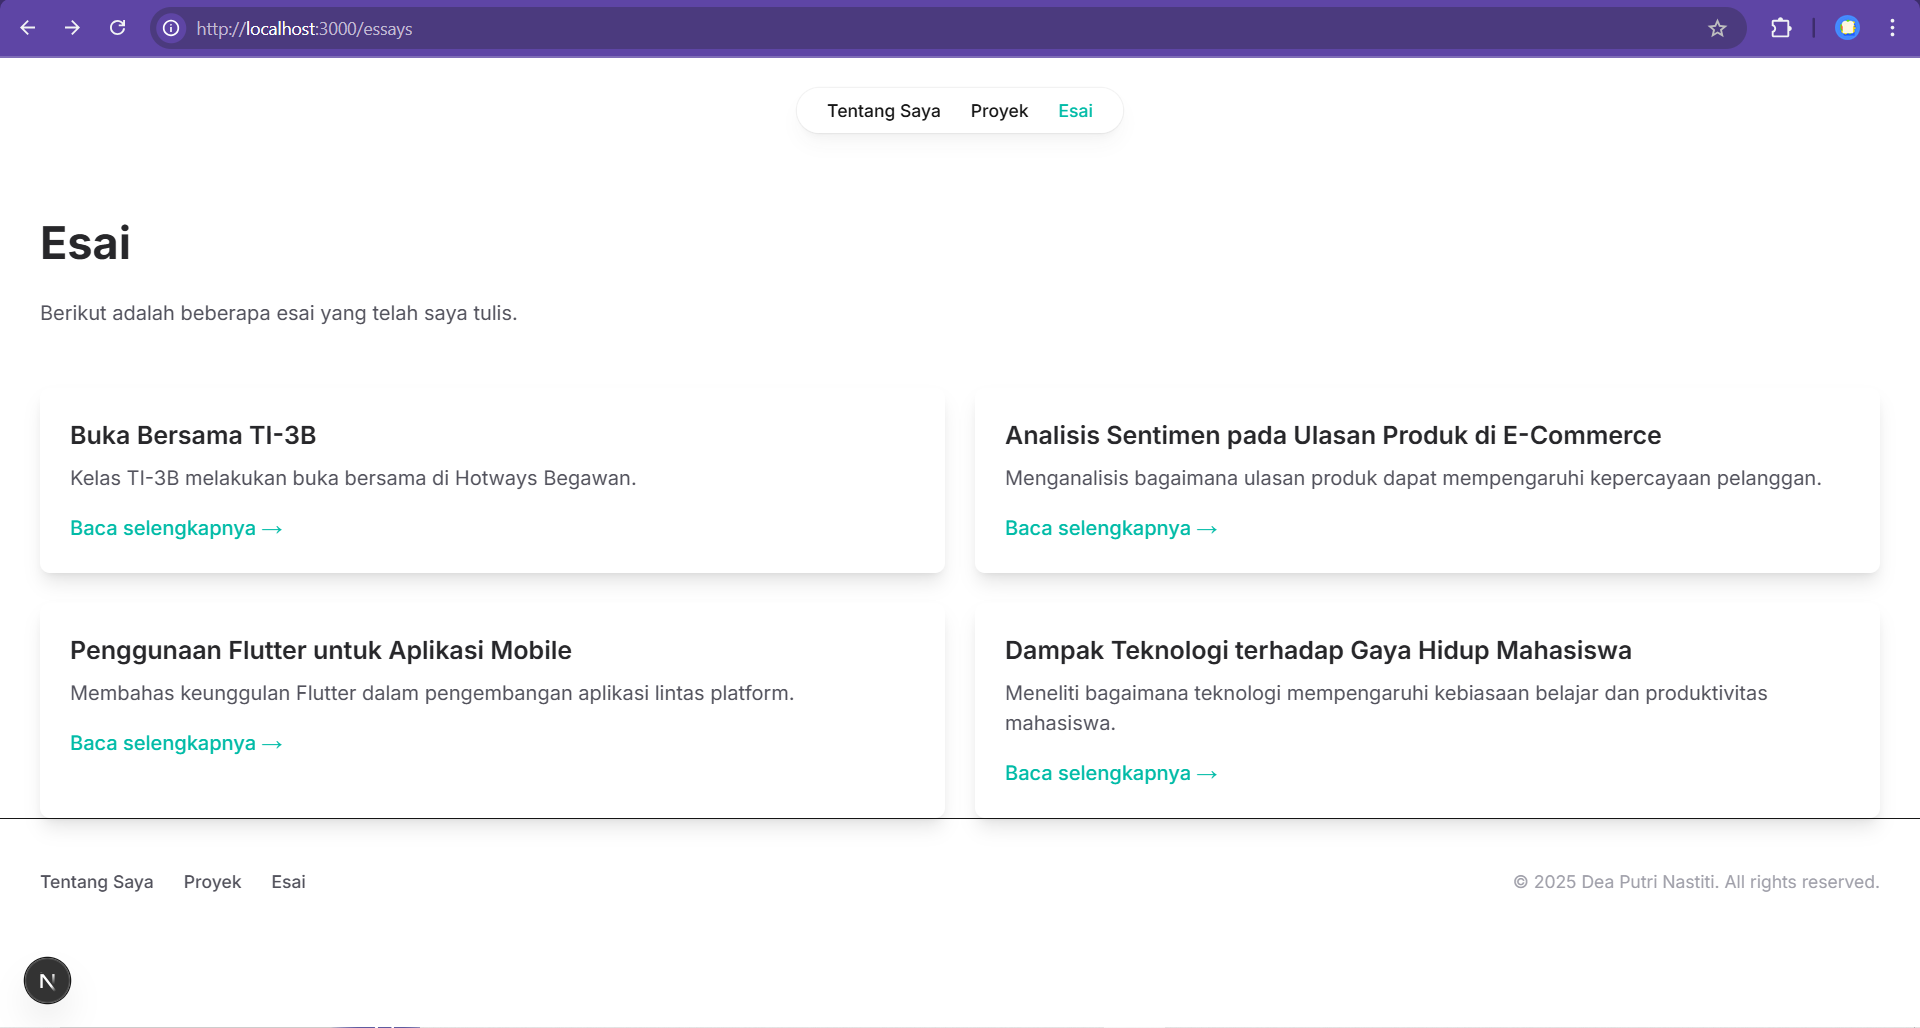 http://localhost:3000/essays
Tentang Saya Proyek Esai
Esai
Berikut adalah beberapa esai yang telah saya tulis.
Buka Bersama TI-3B
Kelas TI-3B melakukan buka bersama di Hotways Begawan.
Baca selengkapnya →
Analisis Sentimen pada Ulasan Produk di E-Commerce
Menganalisis bagaimana ulasan produk dapat mempengaruhi kepercayaan pelanggan.
Baca selengkapnya →
Penggunaan Flutter untuk Aplikasi Mobile
Membahas keunggulan Flutter dalam pengembangan aplikasi lintas platform.
Baca selengkapnya →
Dampak Teknologi terhadap Gaya Hidup Mahasiswa
Meneliti bagaimana teknologi mempengaruhi kebiasaan belajar dan produktivitas
mahasiswa.
Baca selengkapnya →
Tentang Saya Proyek Esai
© 2025 Dea Putri Nastiti. All rights reserved.
N